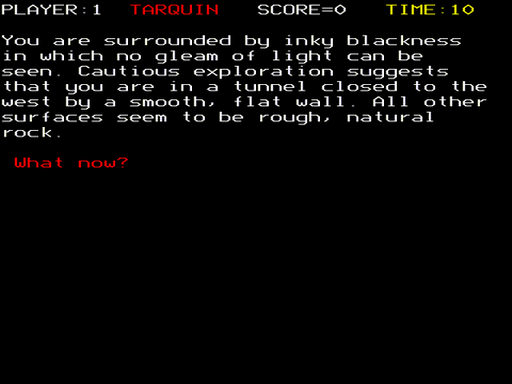 PLAYER:1 TARQUIN SCORE=0 TIME:10
You are surrounded by inky blackness
in which no gleam of light can be
seen. Cautious exploration suggests
that you are in a tunnel closed to the
west by a smooth, flat wall. All other
surfaces seem to be rough, natural
rock.
What now?